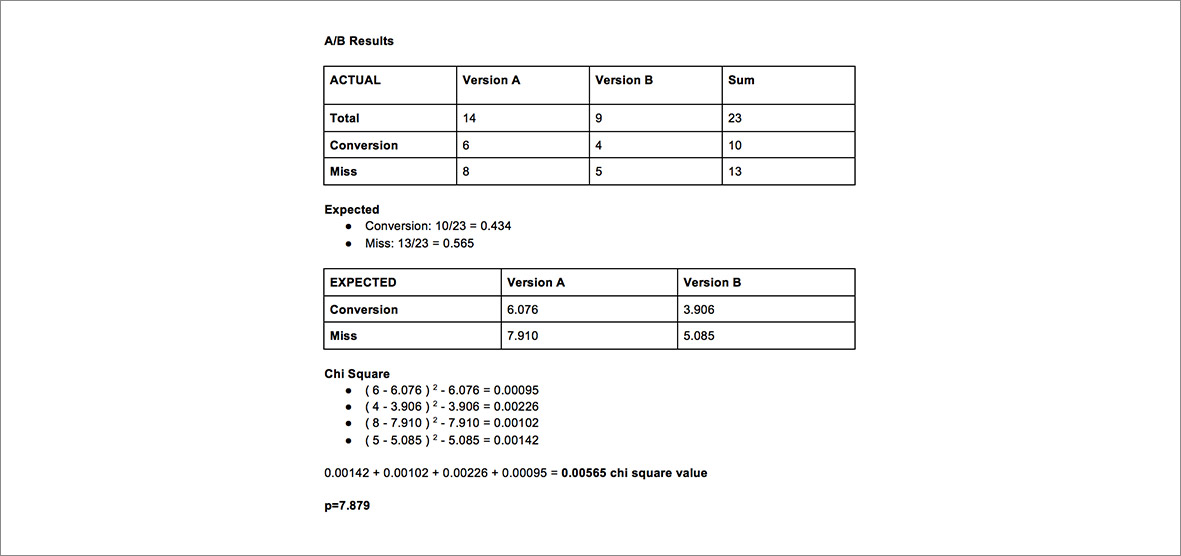 A/B Results
ACTUAL Version A Version B Sum
Total 14 9 23
Conversion 6 4 10
Miss 8 5 13
Expected
● Conversion: 10/23 = 0.434
● Miss: 13/23 = 0.565
EXPECTED Version A Version B
Conversion 6.076 3.906
Miss 7.910 5.085
Chi Square
● ( 6 - 6.076 ) ² - 6.076 = 0.00095
● ( 4 - 3.906 ) ² - 3.906 = 0.00226
● ( 8 - 7.910 ) ² - 7.910 = 0.00102
● ( 5 - 5.085 ) ² - 5.085 = 0.00142
0.00142 + 0.00102 + 0.00226 + 0.00095 = 0.00565 chi square value
p=7.879